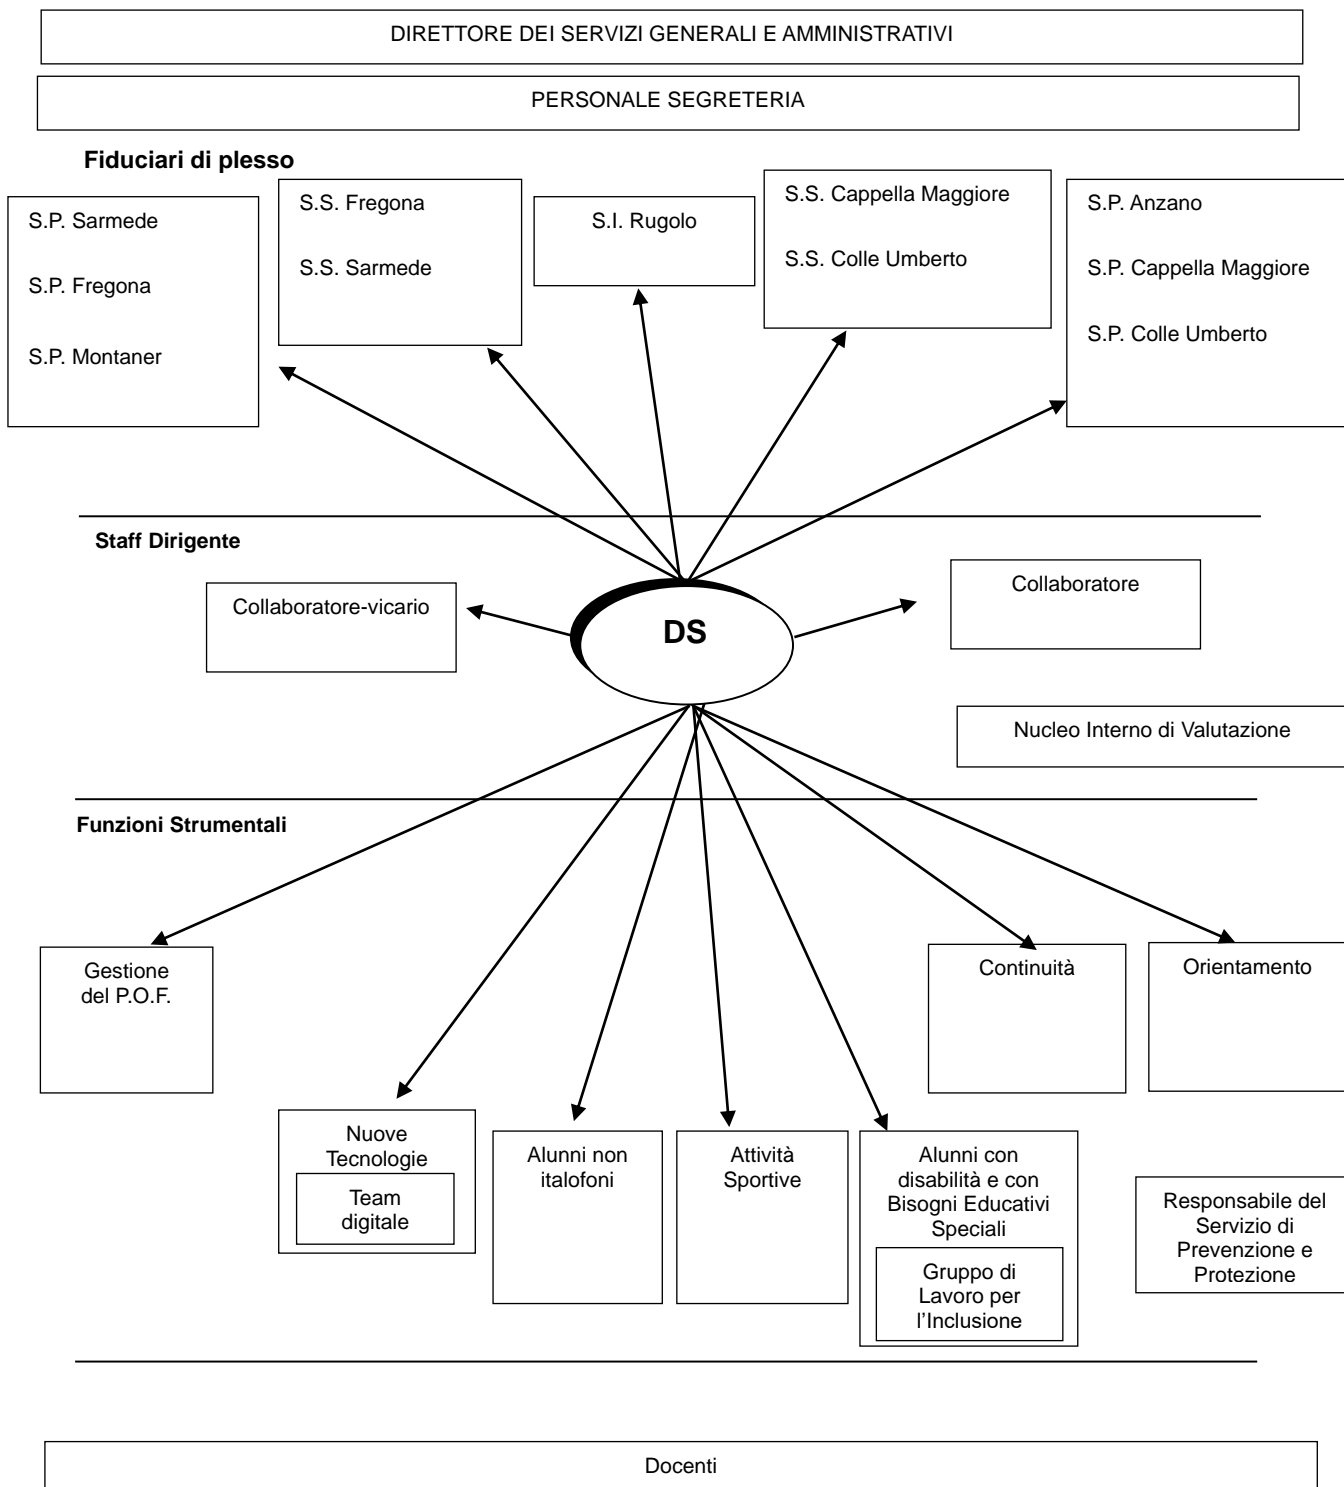 DIRETTORE DEI SERVIZI GENERALI E AMMINISTRATIVI
PERSONALE SEGRETERIA
Fiduciari di plesso
S.P. Sarmede
S.P. Fregona
S.P. Montaner
S.S. Fregona
S.S. Sarmede
S.I. Rugolo
S.S. Cappella Maggiore
S.S. Colle Umberto
S.P. Anzano
S.P. Cappella Maggiore
S.P. Colle Umberto
Staff Dirigente
Collaboratore-vicario
DS
Collaboratore
Nucleo Interno di Valutazione
Funzioni Strumentali
Gestione
del P.O.F.
Continuità
Orientamento
Nuove
Tecnologie
Team
digitale
Alunni non
italofoni
Attività
Sportive
Alunni con
disabilità e con
Bisogni Educativi
Speciali
Gruppo di
Lavoro per
l’Inclusione
Responsabile del
Servizio di
Prevenzione e
Protezione
Docenti